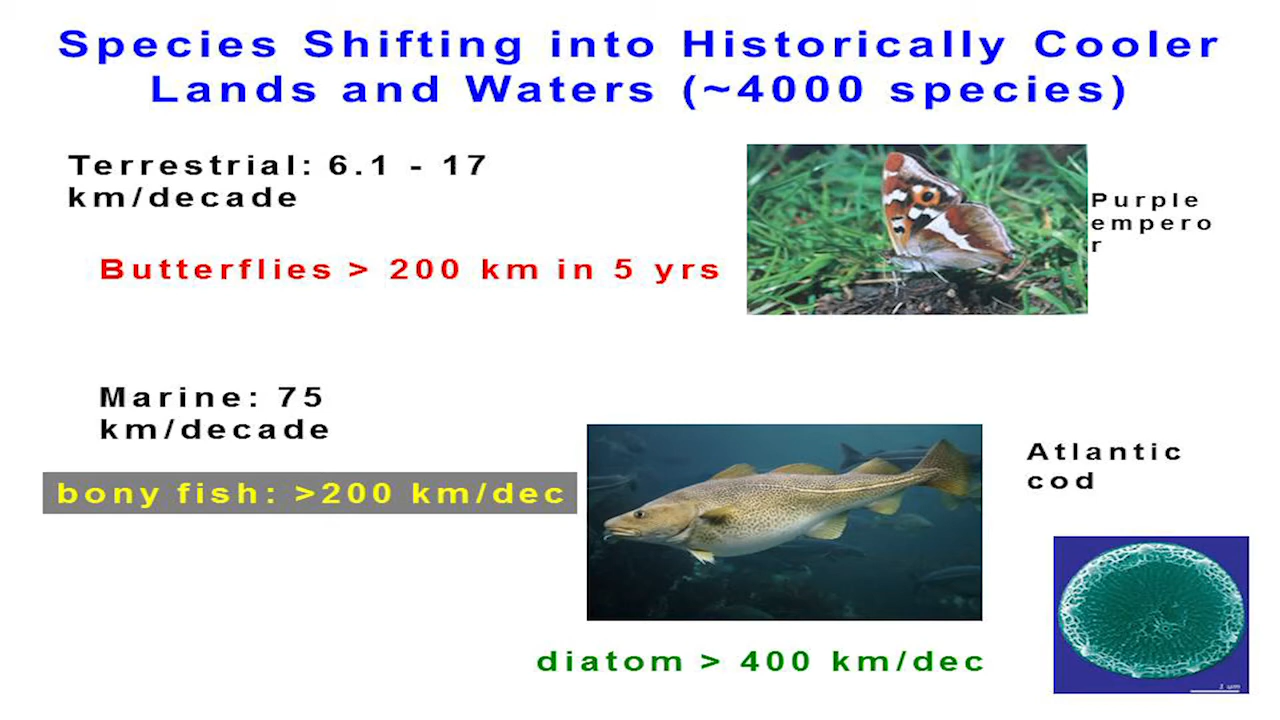 Species Shifting into Historically Cooler
Lands and Waters (~4000 species)
Terrestrial: 6.1 - 17
km/decade
Purple
empero
r
Butterflies > 200 km in 5 yrs
Marine: 75
km/decade
bony fish: >200 km/dec
Atlantic
cod
diatom > 400 km/dec
1 um